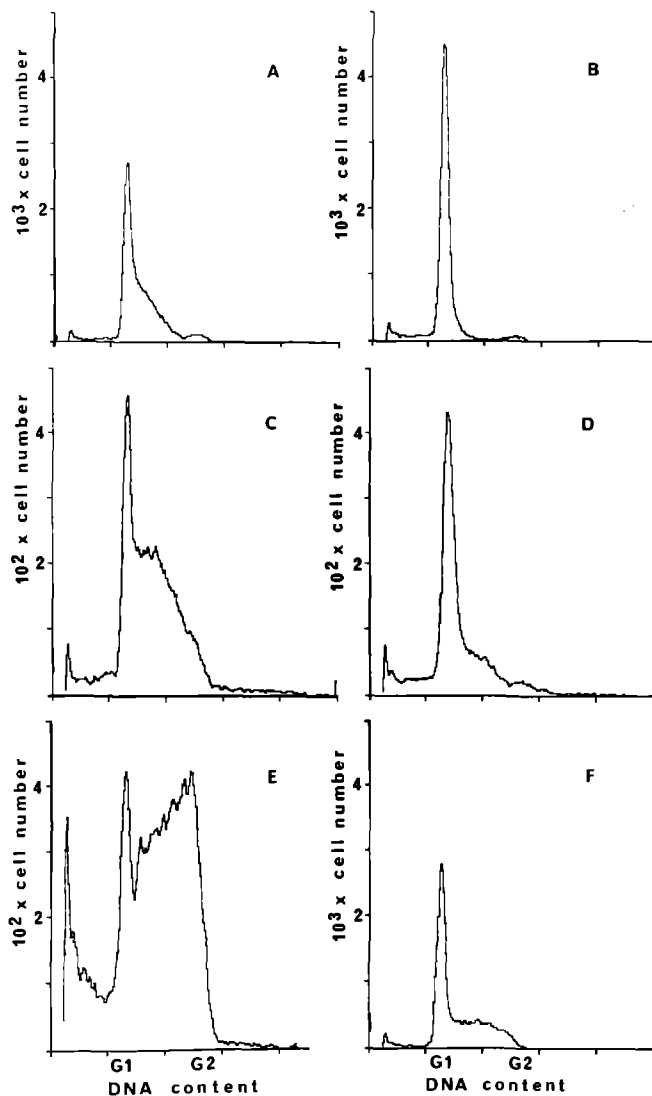 A
10³ x cell number
4
2
B
10³ x cell number
4
2
C
10² x cell number
4
2
D
10² x cell number
4
2
E
10² x cell number
4
2
G1 G2
DNA content
F
10³ x cell number
4
2
G1 G2
DNA content